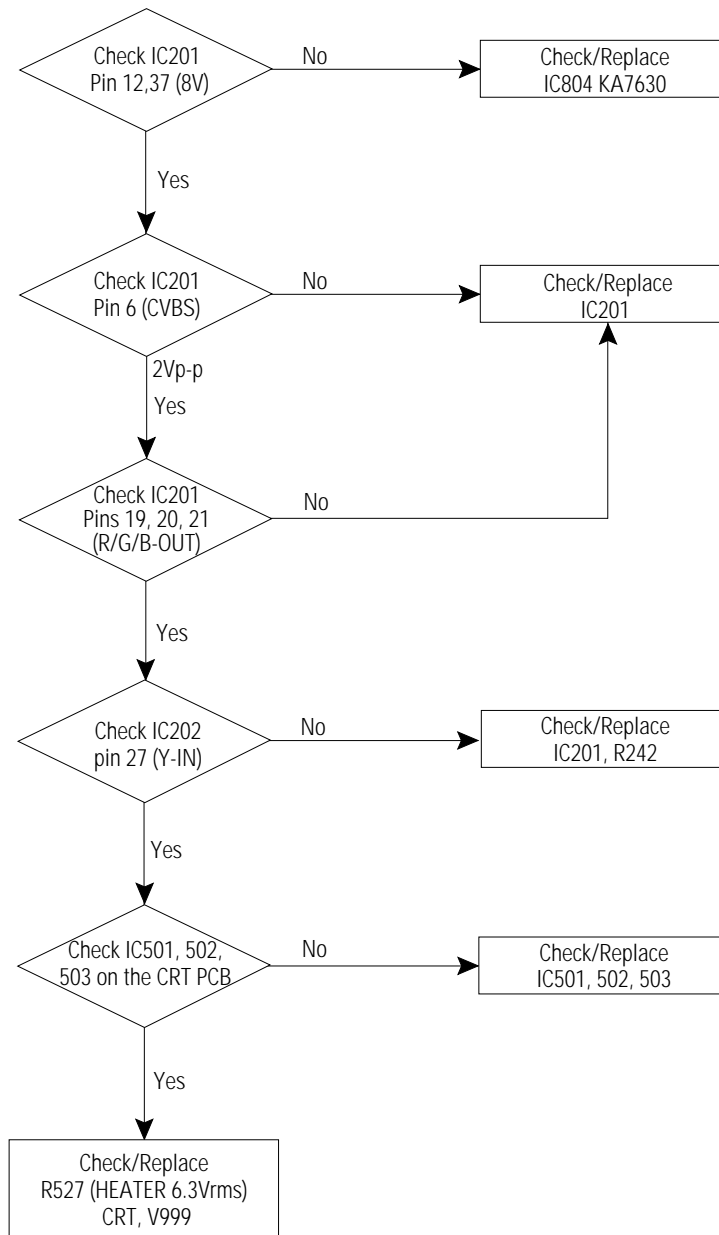 Check IC201
Pin 12,37 (8V)
No
Check/Replace
IC804 KA7630
Yes
Check IC201
Pin 6 (CVBS)
No
Check/Replace
IC201
2Vp-p
Yes
Check IC201
Pins 19, 20, 21
(R/G/B-OUT)
No
Yes
Check IC202
pin 27 (Y-IN)
No
Check/Replace
IC201, R242
Yes
Check IC501, 502,
503 on the CRT PCB
No
Check/Replace
IC501, 502, 503
Yes
Check/Replace
R527 (HEATER 6.3Vrms)
CRT, V999